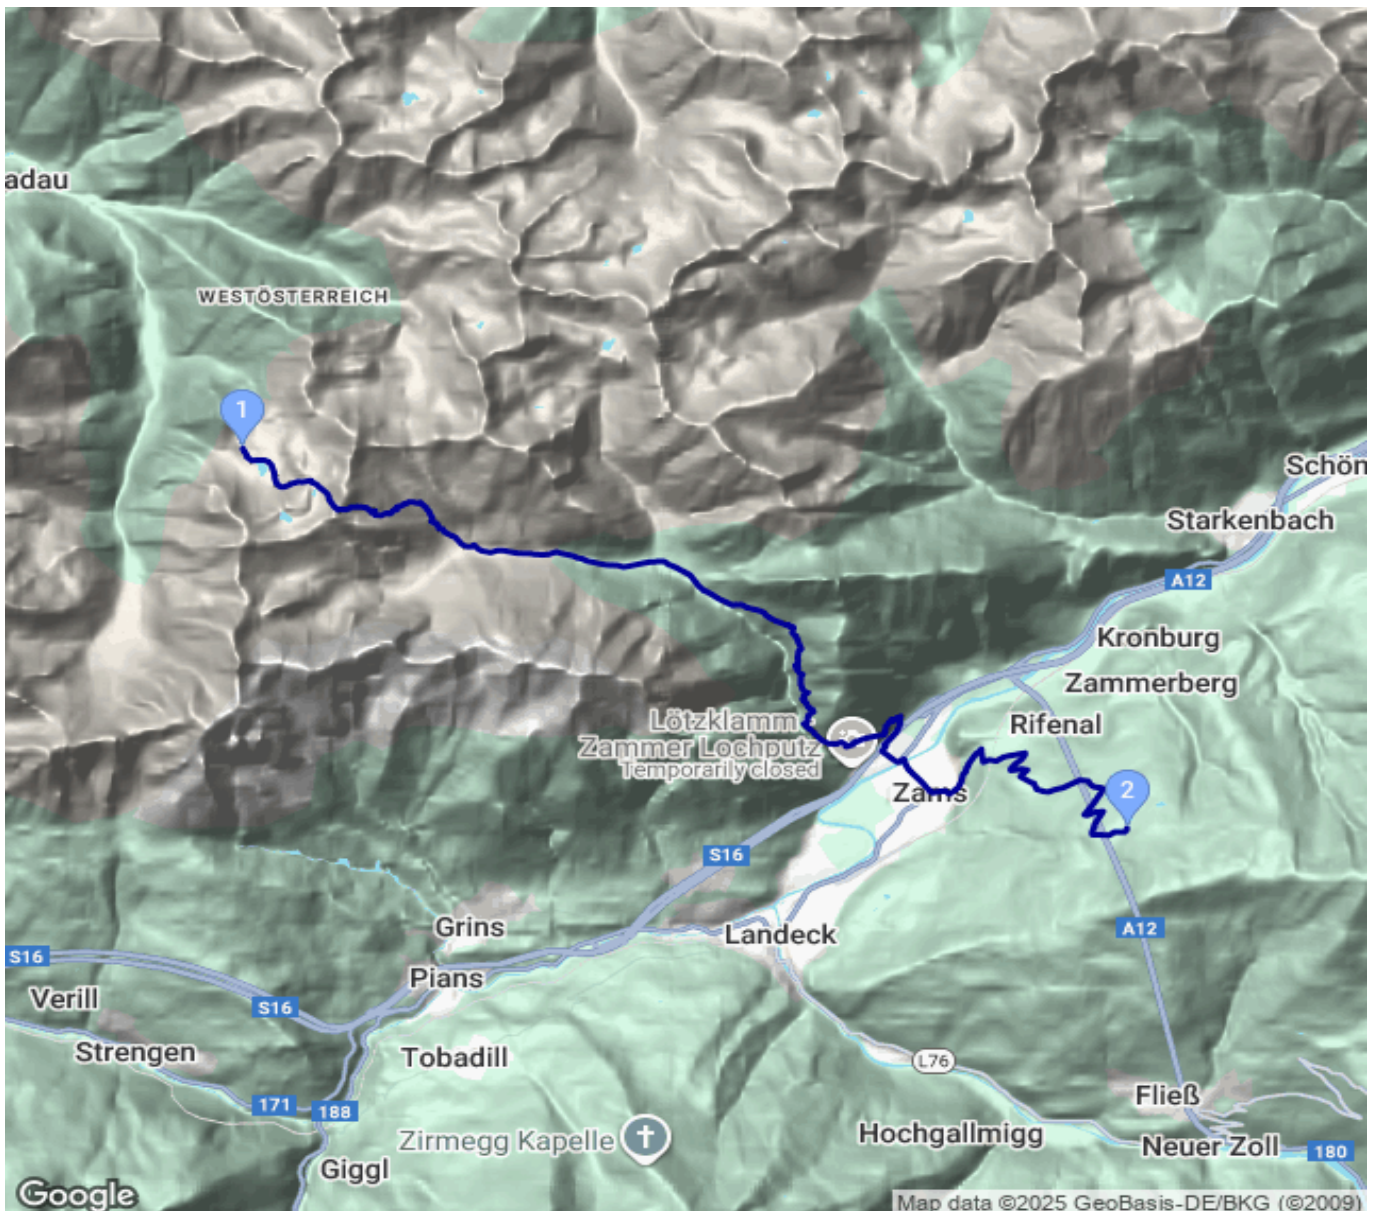 adau
WESTÖSTERREICH
1
Schön
Starkenbach
A12
Kronburg
Zammerberg
Rifenal
Lötzklamm
Zammer Lochputz
Temporarily closed
Zams
2
S16
Grins
Landeck
A12
S16
Pians
Verill
S16
Strengen
Tobadill
L76
Fließ
171
188
Zirmegg Kapelle
Hochgallmigg
Neuer Zoll
180
Giggl
Google
Map data ©2025 GeoBasis-DE/BKG (©2009)